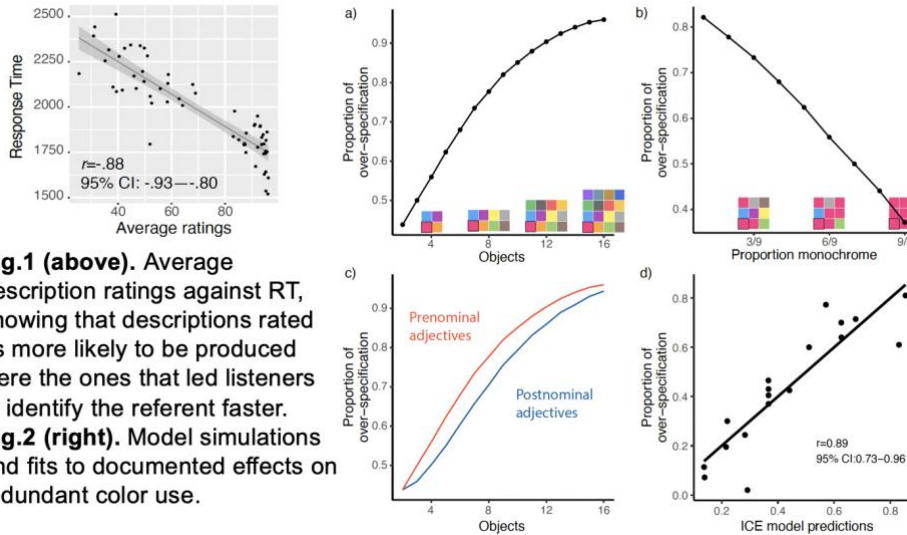 2500
2250
2000
1750
1500
Response Time
r=-.88
95% CI: -.93—-.80
40
60
80
Average ratings
g.1 (above). Average
escription ratings against RT,
howing that descriptions rated
s more likely to be produced
ere the ones that led listeners
identify the referent faster.
g.2 (right). Model simulations
nd fits to documented effects on
dundant color use.
a)
Proportion of
over-specification
0.9
0.8
0.7
0.6
0.5
4
8
12
16
Objects
b)
Proportion of
over-specification
0.8
0.7
0.6
0.5
0.4
3/9
6/9
9/
Proportion monochrome
c)
Proportion of
over-specification
0.9
0.8
0.7
0.6
0.5
Prenominal
adjectives
Postnominal
adjectives
4
8
12
16
Objects
d)
Proportion of
over-specification
0.8
0.6
0.4
0.2
0.0
r=0.89
95% CI:0.73–0.96
0.2
0.4
0.6
0.8
ICE model predictions